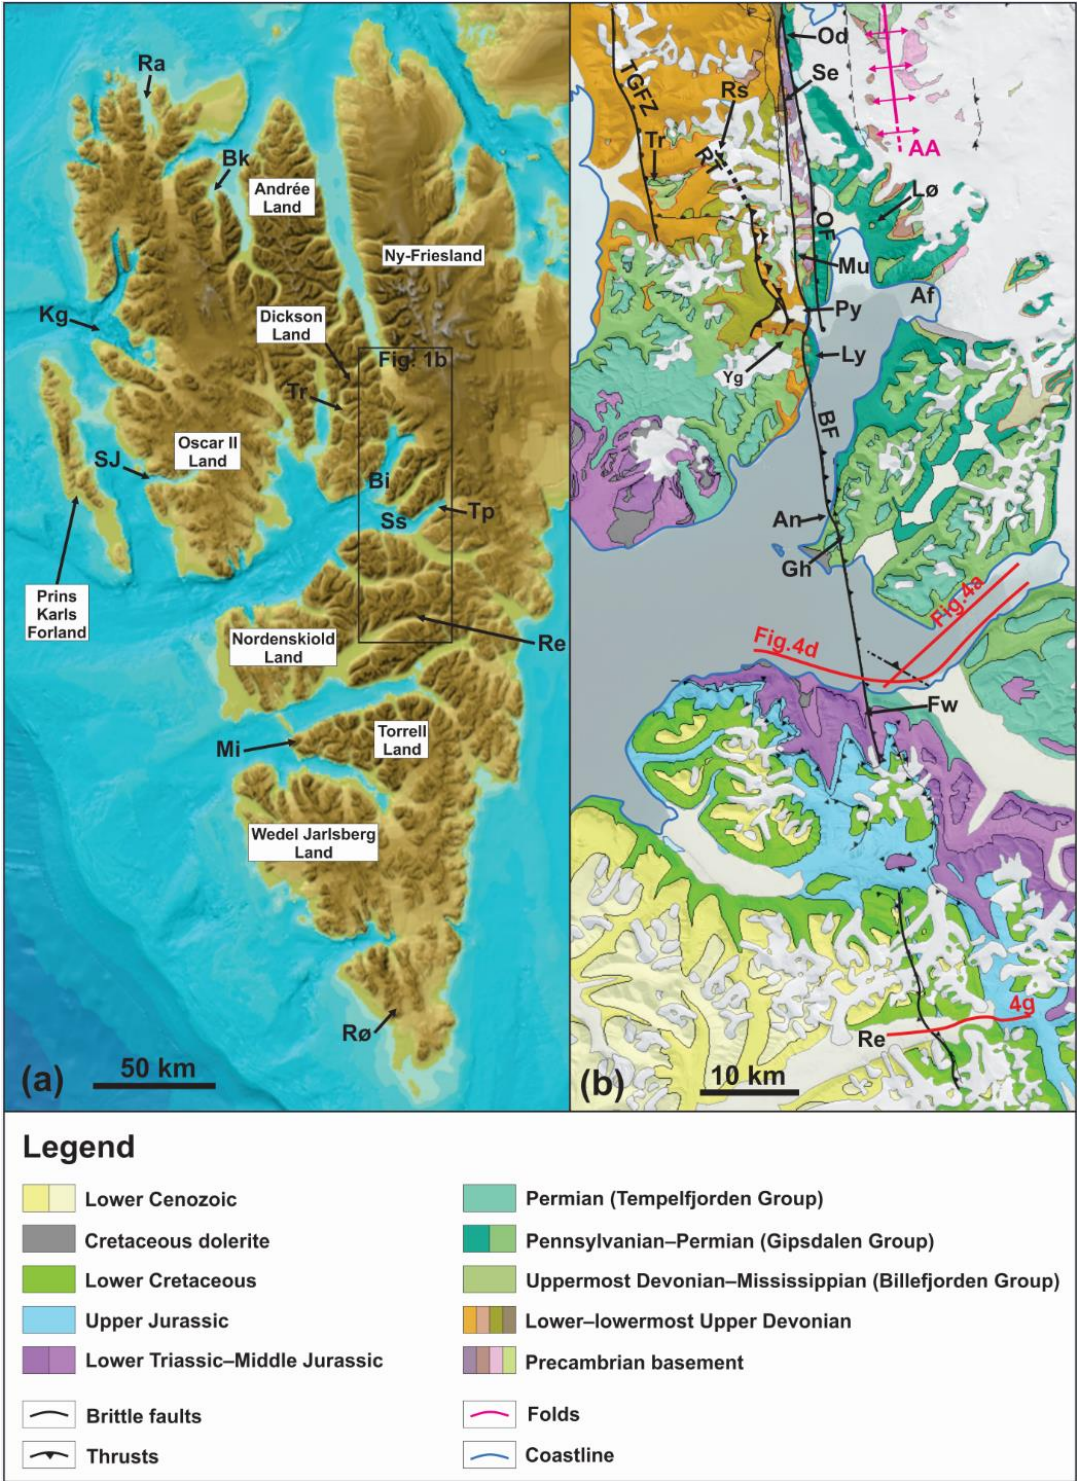 Ra
Bk
Andrée
Land
Ny-Friesland
Kg
Dickson
Land
Fig. 1b
Tr
Oscar II
Land
SJ
Bi
Ss
Tp
Prins
Karls
Forland
Nordenskiold
Land
Re
Mi
Torrell
Land
Wedel Jarlsberg
Land
Rø
50 km
(a)
Od
TGFZ
Se
Rs
Tr
RT
AA
Lø
OF
Mu
Af
Py
Ly
Yg
BF
An
Gh
Fig.4a
Fig.4d
Fw
4g
Re
10 km
(b)
Legend
Lower Cenozoic
Cretaceous dolerite
Lower Cretaceous
Upper Jurassic
Lower Triassic–Middle Jurassic
Brittle faults
Thrusts
Permian (Tempelfjorden Group)
Pennsylvanian–Permian (Gipsdalen Group)
Uppermost Devonian–Mississippian (Billefjorden Group)
Lower–lowermost Upper Devonian
Precambrian basement
Folds
Coastline